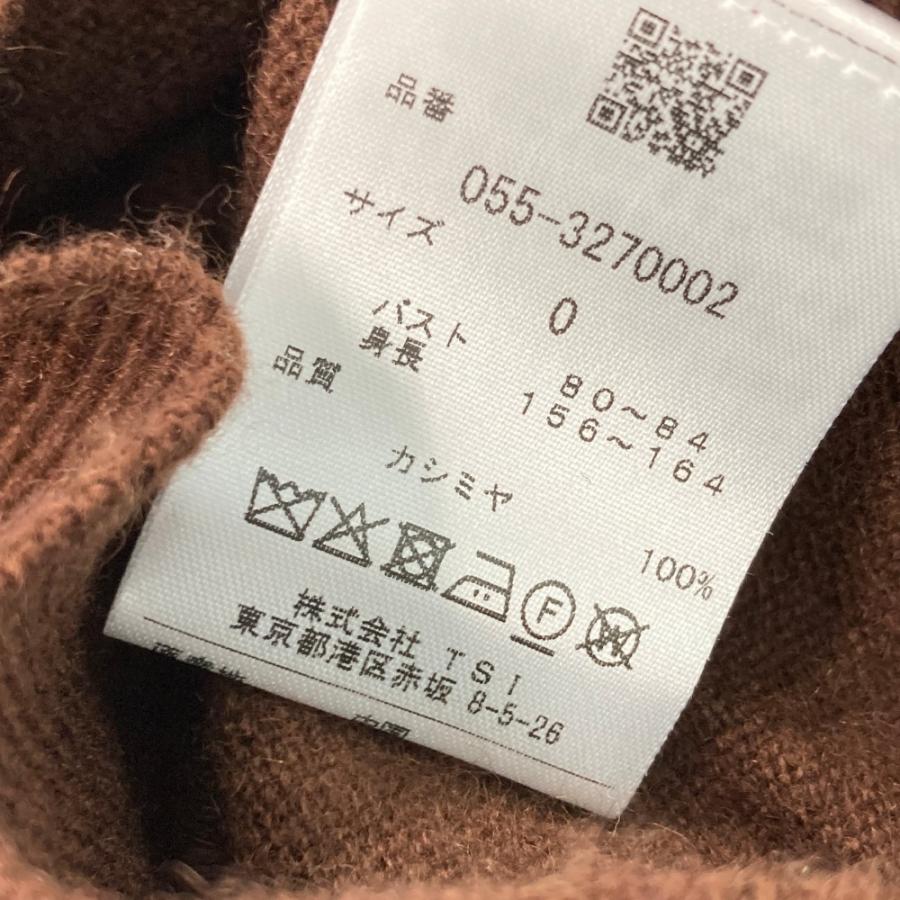 品番
055-3270002
サイズ 0
バスト 80~84
身長 156~164
品質
カシミヤ 100%
F
W
株式会社 TSI
東京都港区赤坂 8-5-26